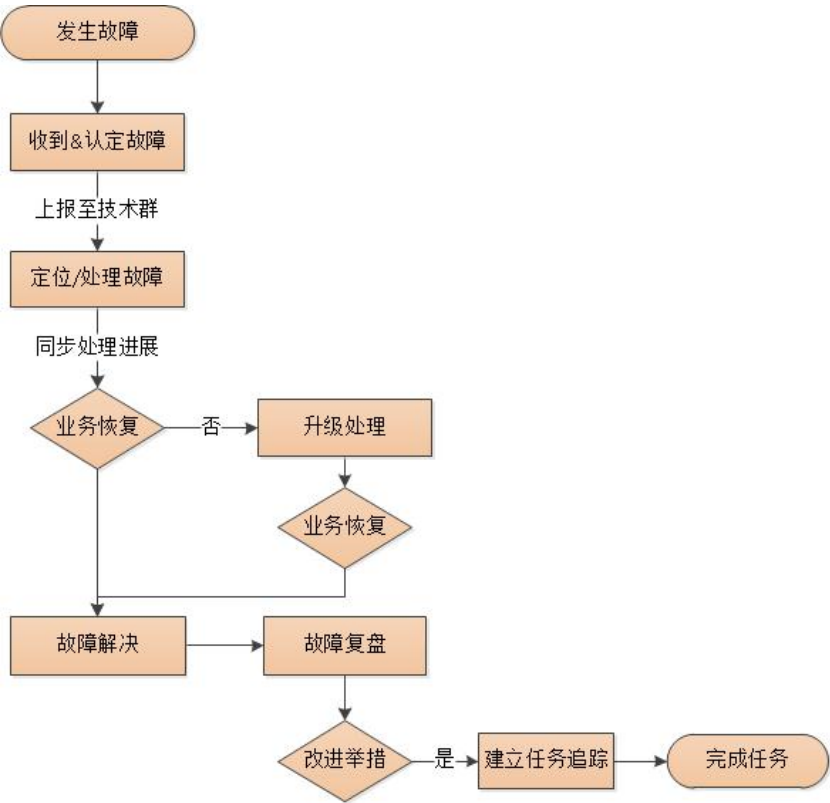 发生故障
收到&认定故障
上报至技术群
定位/处理故障
同步处理进展
业务恢复
否
升级处理
业务恢复
故障解决
故障复盘
改进举措
是
建立任务追踪
完成任务